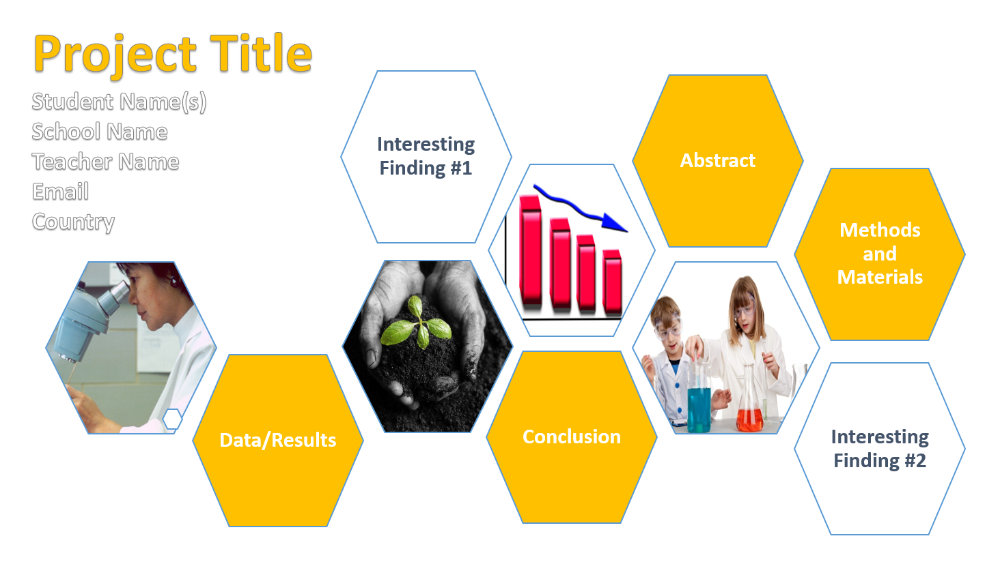 Project Title
Student Name(s)
School Name
Teacher Name
Email
Country
Interesting
Finding #1
Abstract
Methods
and
Materials
Data/Results
Conclusion
Interesting
Finding #2